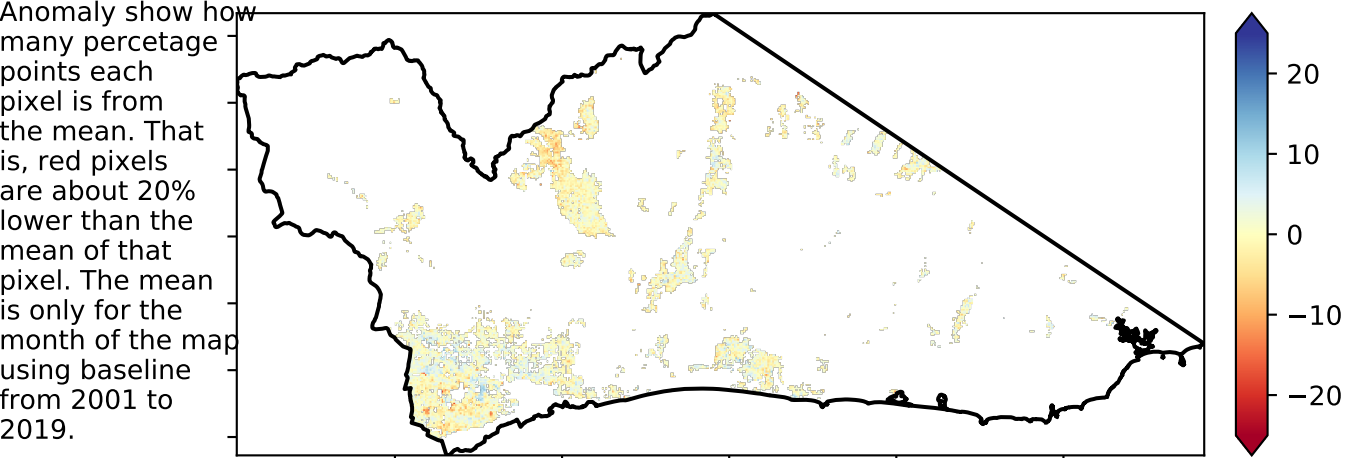 Anomaly show how
many percetage
points each
pixel is from
the mean. That
is, red pixels
are about 20%
lower than the
mean of that
pixel. The mean
is only for the
month of the map
using baseline
from 2001 to
2019.
20
10
0
−10
−20